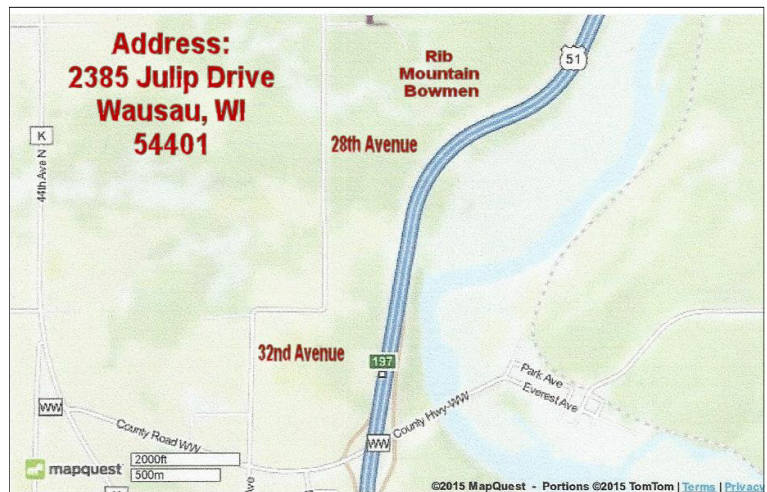 Address:
2385 Julip Drive
Wausau, WI
54401
Rib
Mountain
Bowmen
51
K
44th Ave N
28th Avenue
32nd Avenue
197
Park Ave
Everest Ave
WW
County Road WW
County Hwy-WW
WW
mapquest
2000ft
500m
Ave
©2015 MapQuest - Portions ©2015 TomTom | Terms | Privacy